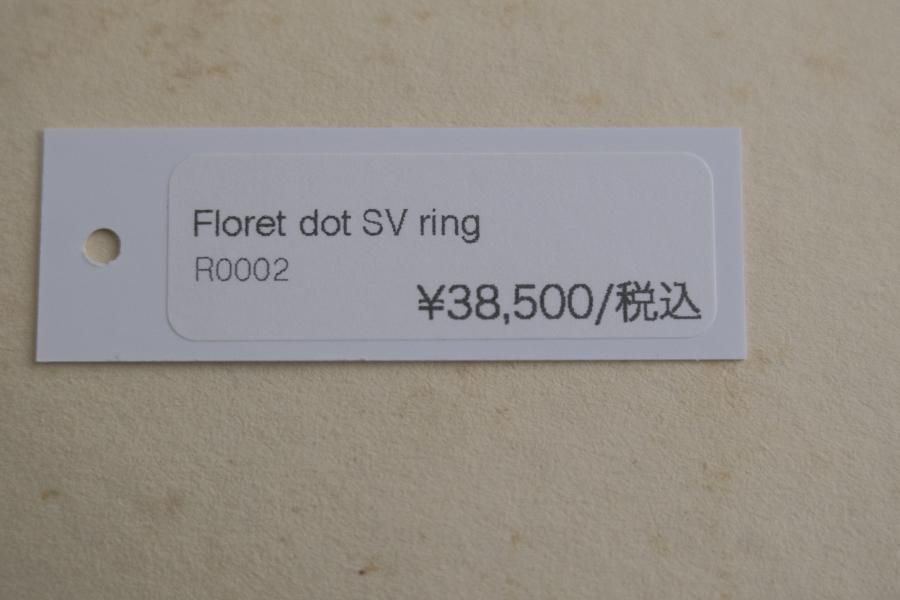 Floret dot SV ring
R0002
¥38,500/税込